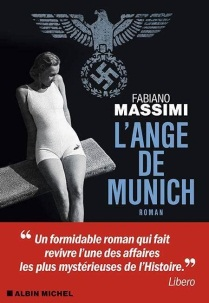 FABIANO
MASSIMI
L'ANGE
DE
MUNICH
ROMAN
"Un formidable roman qui fait
revivre l'une des affaires
les plus mystérieuses de l'Histoire."
Libero
ALBIN MICHEL